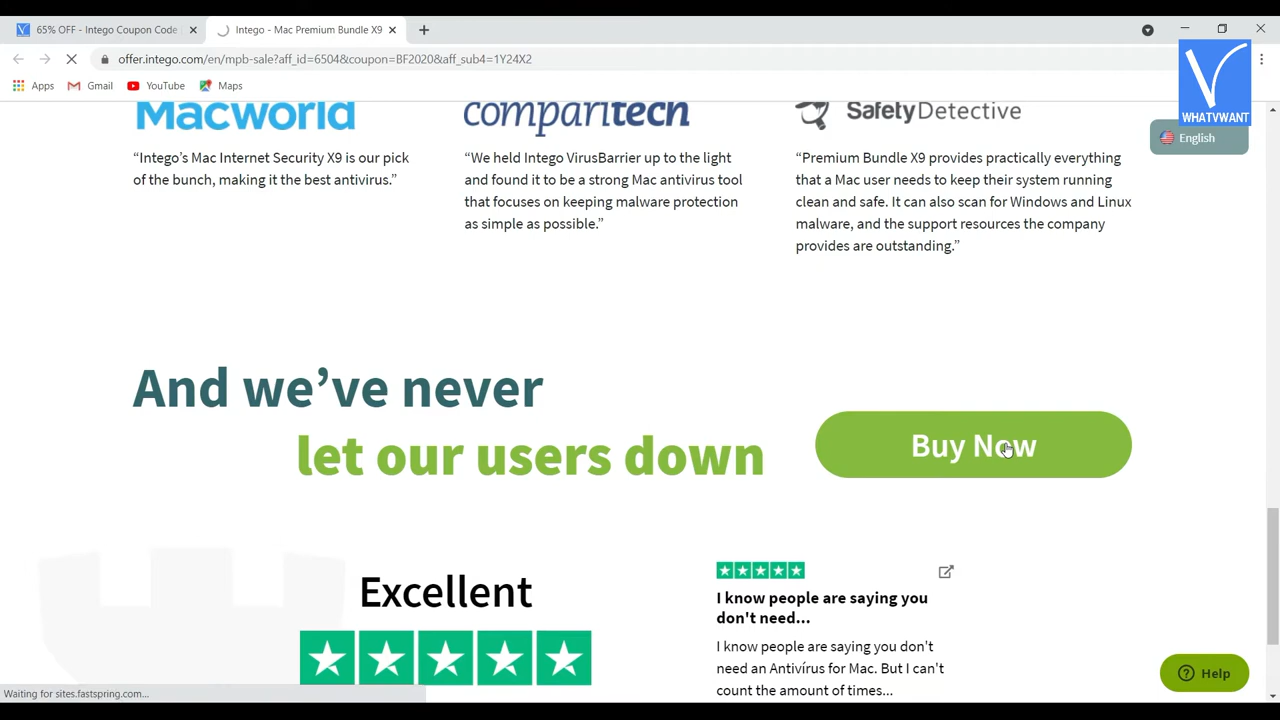 65% OFF - Intego Coupon Code
Intego - Mac Premium Bundle X9
offer.intego.com/en/mpb-sale?aff_id=6504&coupon=BF2020&aff_sub4=1Y24X2
Apps Gmail YouTube Maps
WHATVWANT
English
Macworld
comparitech
SafetyDetective
“Intego’s Mac Internet Security X9 is our pick
of the bunch, making it the best antivirus.”
“We held Intego VirusBarrier up to the light
and found it to be a strong Mac antivirus tool
that focuses on keeping malware protection
as simple as possible.”
“Premium Bundle X9 provides practically everything
that a Mac user needs to keep their system running
clean and safe. It can also scan for Windows and Linux
malware, and the support resources the company
provides are outstanding.”
And we’ve never
let our users down
Buy Now
Excellent
I know people are saying you
don't need...
I know people are saying you don't
need an Antivírus for Mac. But I can't
count the amount of times...
Help
Waiting for sites.fastspring.com...